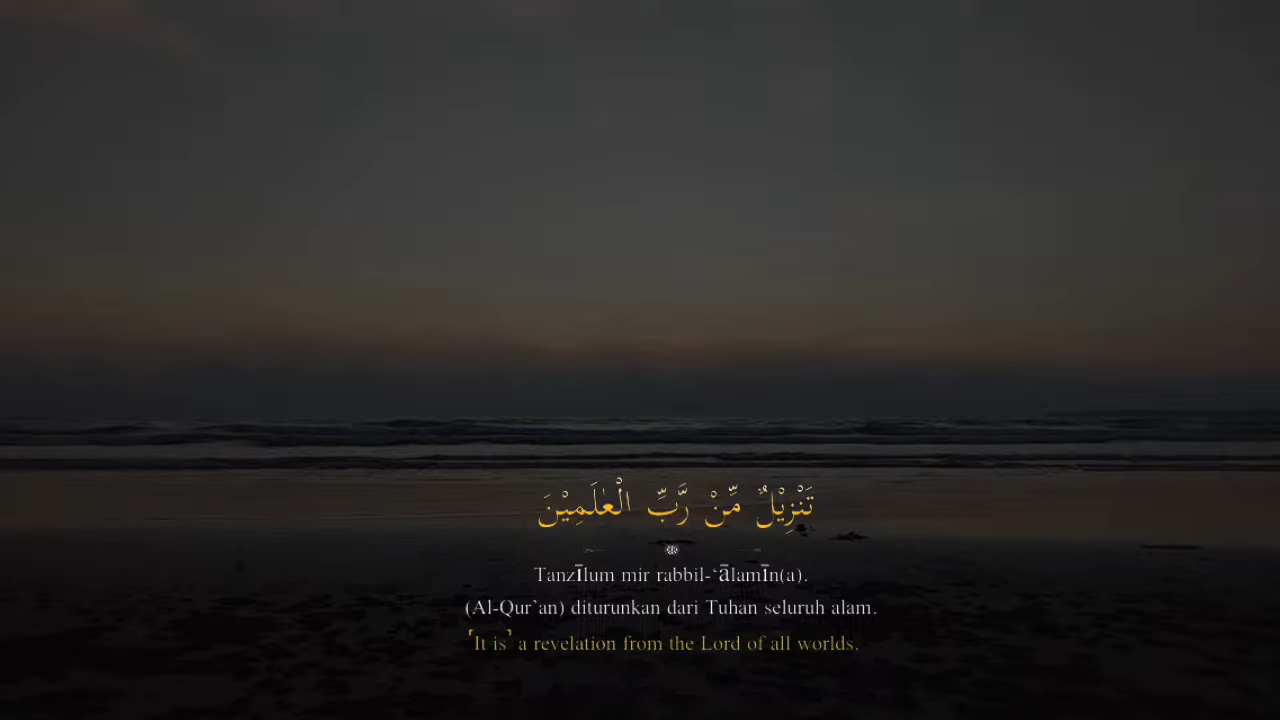 تَنْزِيْلٌ مِّنْ رَّبِّ الْعٰلَمِيْنَ
Tanzīlum mir rabbil-‘ālamīn(a).
(Al-Qur’an) diturunkan dari Tuhan seluruh alam.
˹It is˺ a revelation from the Lord of all worlds.